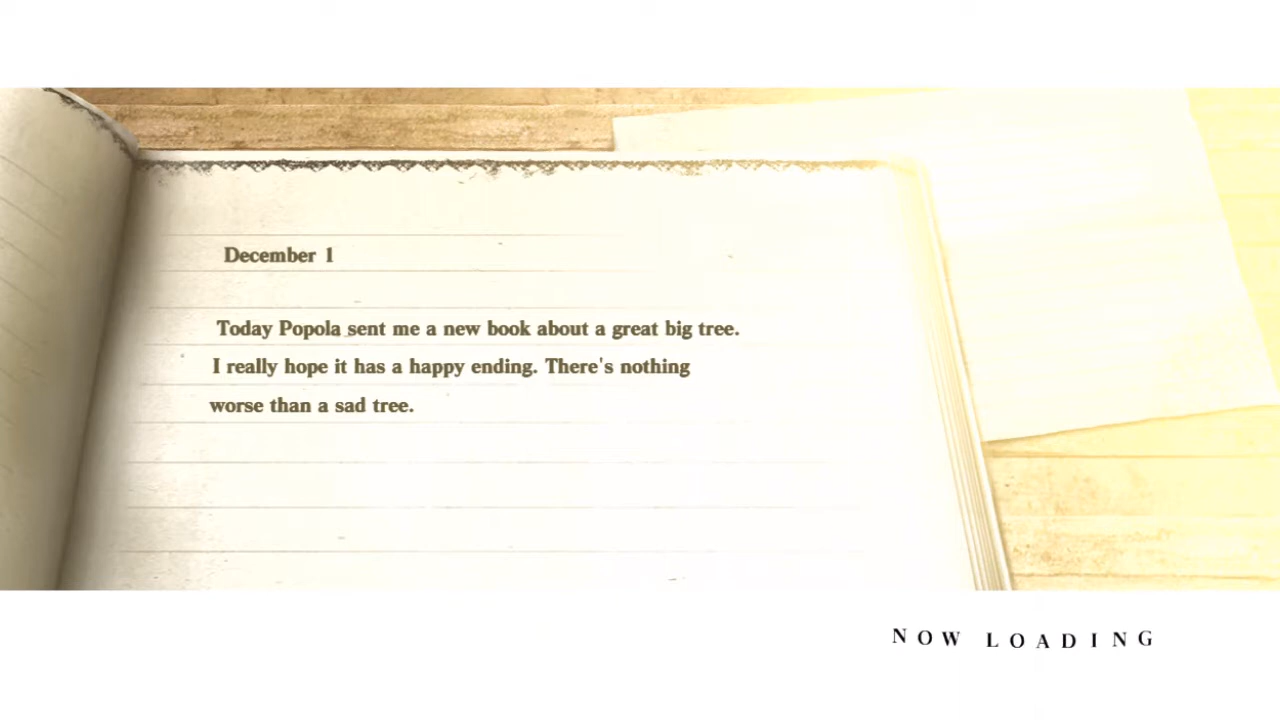 December 1
Today Popola sent me a new book about a great big tree.
I really hope it has a happy ending. There's nothing
worse than a sad tree.
NOW LOADING